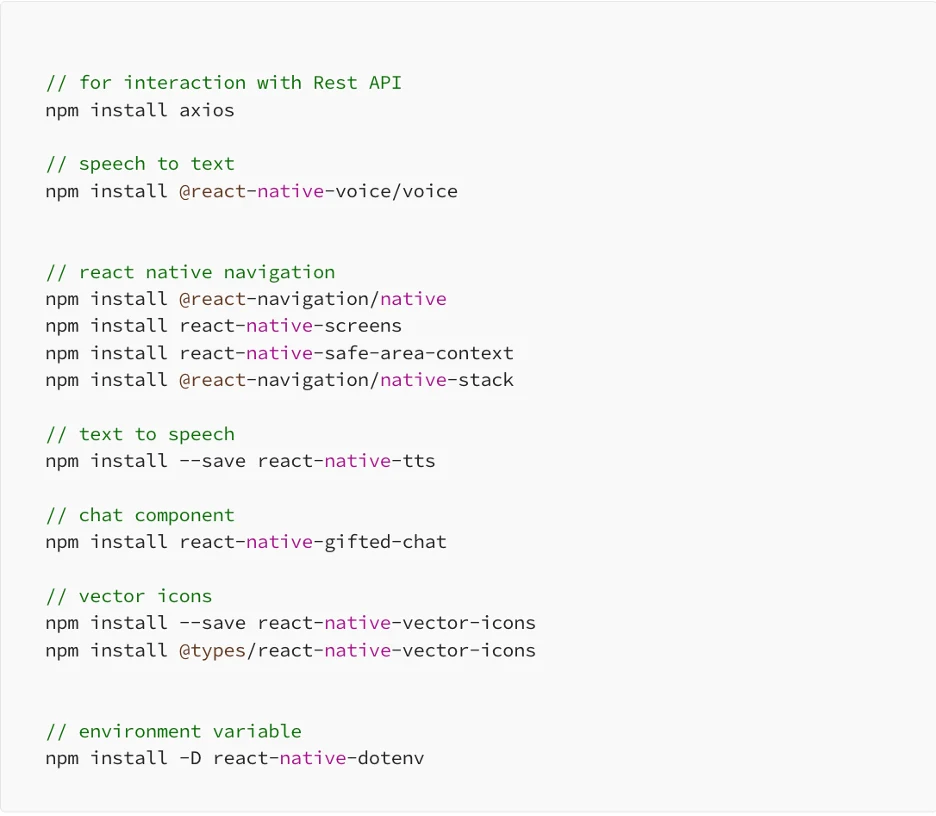 // for interaction with Rest API
npm install axios
// speech to text
npm install @react-native-voice/voice
// react native navigation
npm install @react-navigation/native
npm install react-native-screens
npm install react-native-safe-area-context
npm install @react-navigation/native-stack
// text to speech
npm install --save react-native-tts
// chat component
npm install react-native-gifted-chat
// vector icons
npm install --save react-native-vector-icons
npm install @types/react-native-vector-icons
// environment variable
npm install -D react-native-dotenv